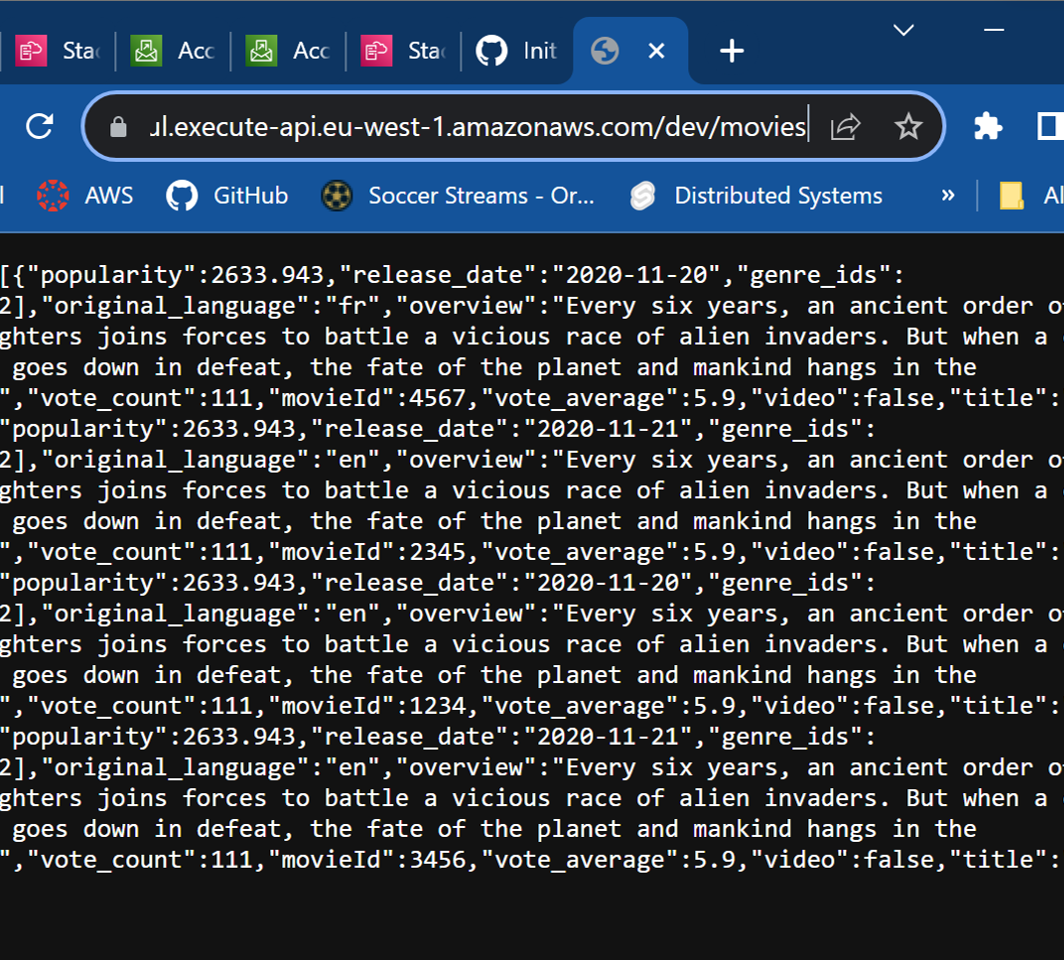 Stac Acc Acc Stac Init
ul.execute-api.eu-west-1.amazonaws.com/dev/movies
AWS GitHub Soccer Streams - Or... Distributed Systems » Al
[{"popularity":2633.943,"release_date":"2020-11-20","genre_ids":
2],"original_language":"fr","overview":"Every six years, an ancient order o
ghters joins forces to battle a vicious race of alien invaders. But when a
goes down in defeat, the fate of the planet and mankind hangs in the
","vote_count":111,"movieId":4567,"vote_average":5.9,"video":false,"title":
"popularity":2633.943,"release_date":"2020-11-21","genre_ids":
2],"original_language":"en","overview":"Every six years, an ancient order o
ghters joins forces to battle a vicious race of alien invaders. But when a
goes down in defeat, the fate of the planet and mankind hangs in the
","vote_count":111,"movieId":2345,"vote_average":5.9,"video":false,"title":
"popularity":2633.943,"release_date":"2020-11-20","genre_ids":
2],"original_language":"en","overview":"Every six years, an ancient order o
ghters joins forces to battle a vicious race of alien invaders. But when a
goes down in defeat, the fate of the planet and mankind hangs in the
","vote_count":111,"movieId":1234,"vote_average":5.9,"video":false,"title":
"popularity":2633.943,"release_date":"2020-11-21","genre_ids":
2],"original_language":"en","overview":"Every six years, an ancient order o
ghters joins forces to battle a vicious race of alien invaders. But when a
goes down in defeat, the fate of the planet and mankind hangs in the
","vote_count":111,"movieId":3456,"vote_average":5.9,"video":false,"title":